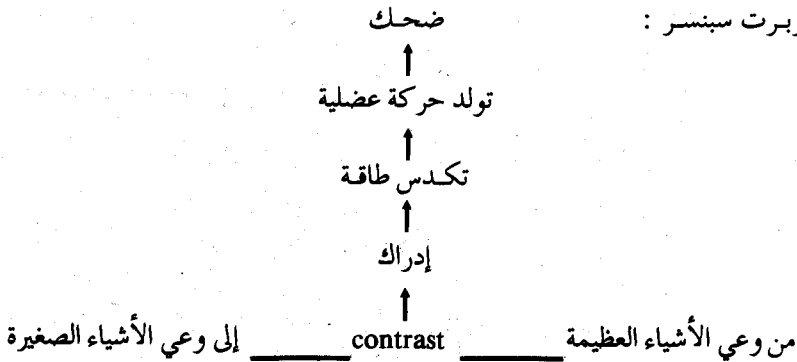 ربرت سبنسر :
ضحك
تولد حركة عضلية
تكدس طاقة
إدراك
من وعي الأشياء العظيمة contrast إلى وعي الأشياء الصغيرة